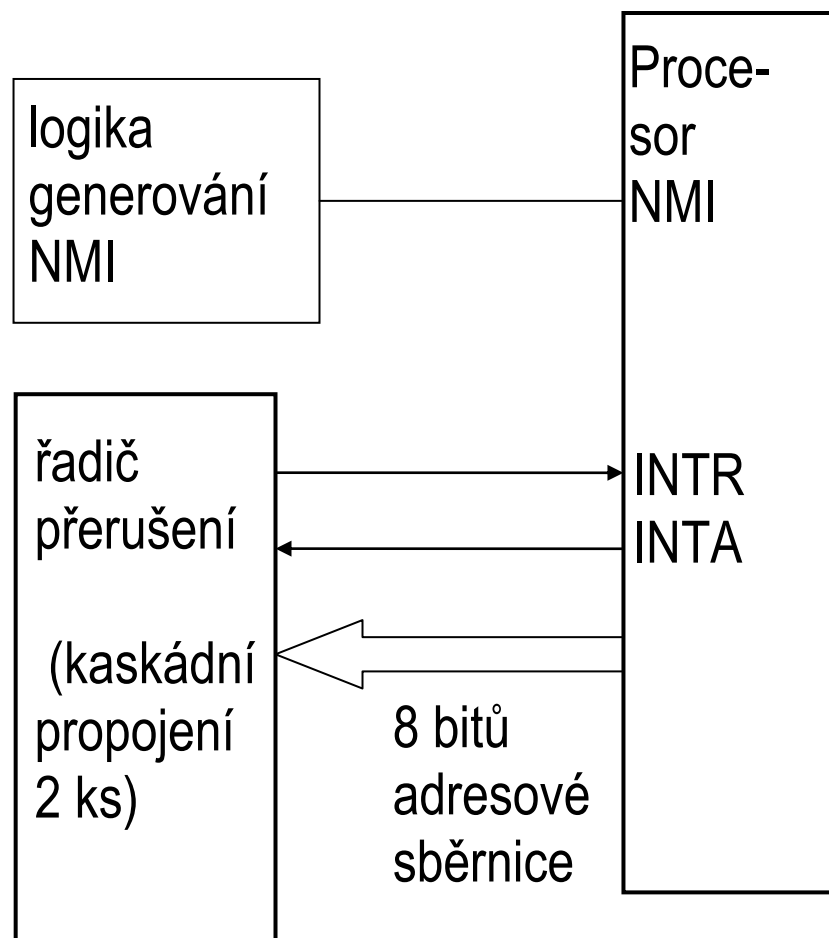 logika
generování
NMI
Proce-
sor
NMI
řadič
přerušení
(kaskádní
propojení
2 ks)
INTR
INTA
8 bitů
adresové
sběrnice